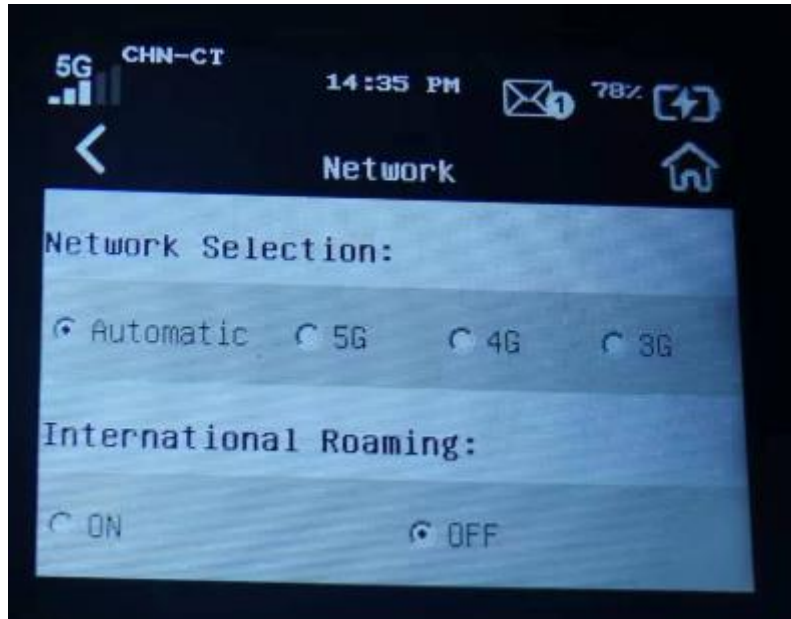 5G CHN-CT
14:35 PM 1 78%
Network
Network Selection:
Automatic 5G 4G 3G
International Roaming:
ON OFF